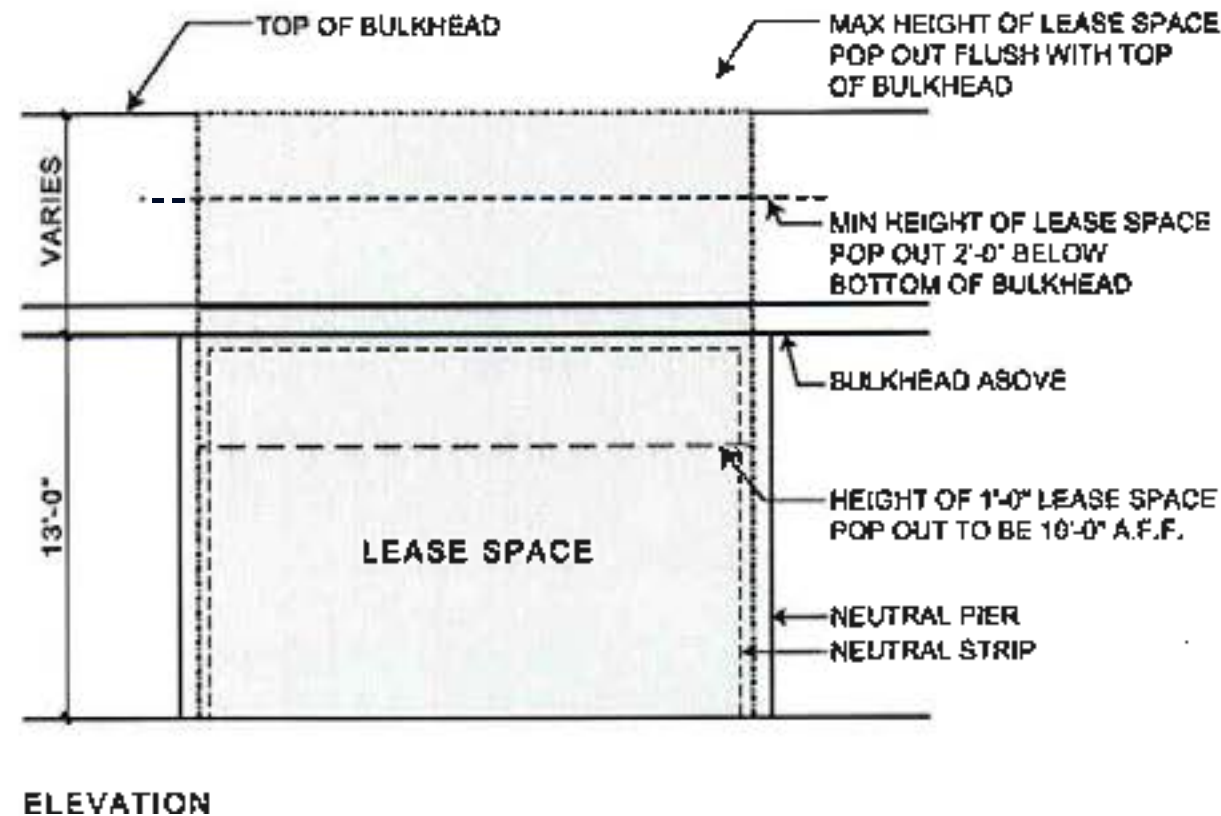 TOP OF BULKHEAD
MAX HEIGHT OF LEASE SPACE
POP OUT FLUSH WITH TOP
OF BULKHEAD
VARIES
MIN HEIGHT OF LEASE SPACE
POP OUT 2'-0" BELOW
BOTTOM OF BULKHEAD
BULKHEAD ABOVE
13'-0"
HEIGHT OF 1'-0" LEASE SPACE
POP OUT TO BE 10'-0" A.F.F.
LEASE SPACE
NEUTRAL PIER
NEUTRAL STRIP
ELEVATION